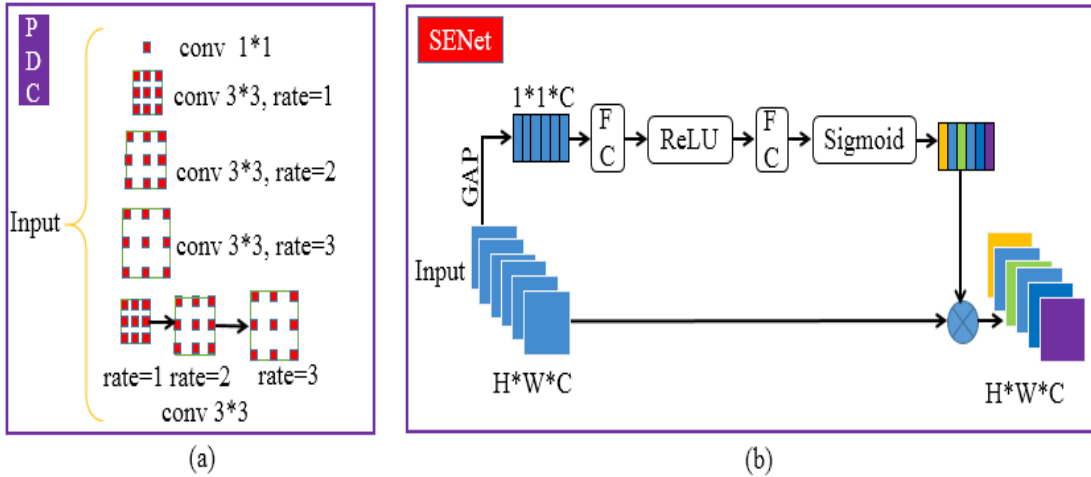 P
D
C
conv 1*1
conv 3*3, rate=1
conv 3*3, rate=2
Input
conv 3*3, rate=3
rate=1 rate=2 rate=3
conv 3*3
(a)
SENet
1*1*C
GAP
F
C
ReLU
F
C
Sigmoid
Input
H*W*C
H*W*C
(b)